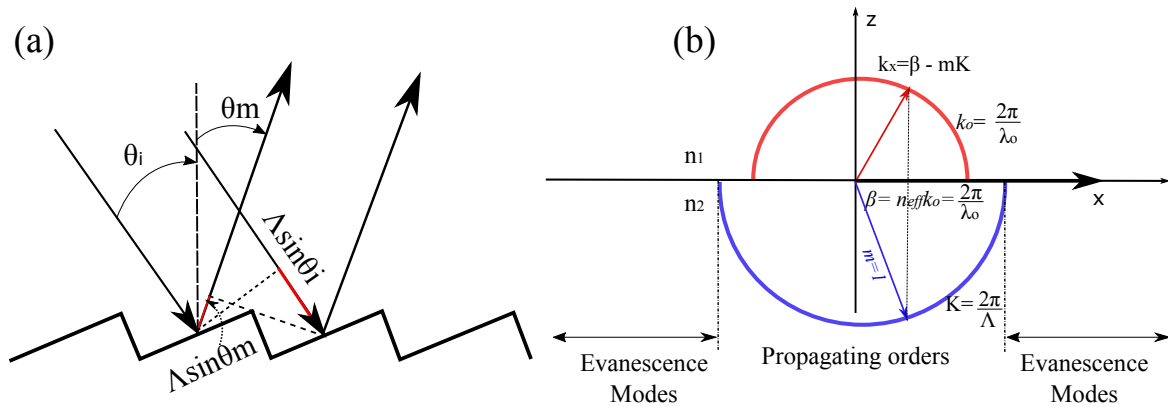 (a)
θi
θm
Λsinθi
Λsinθm
(b)
z
kx=β - mK
ko= 2π/λo
n1
n2
x
β= neffko=2π/λo
m=1
K=2π/Λ
Evanescence
Modes
Propagating orders
Evanescence
Modes